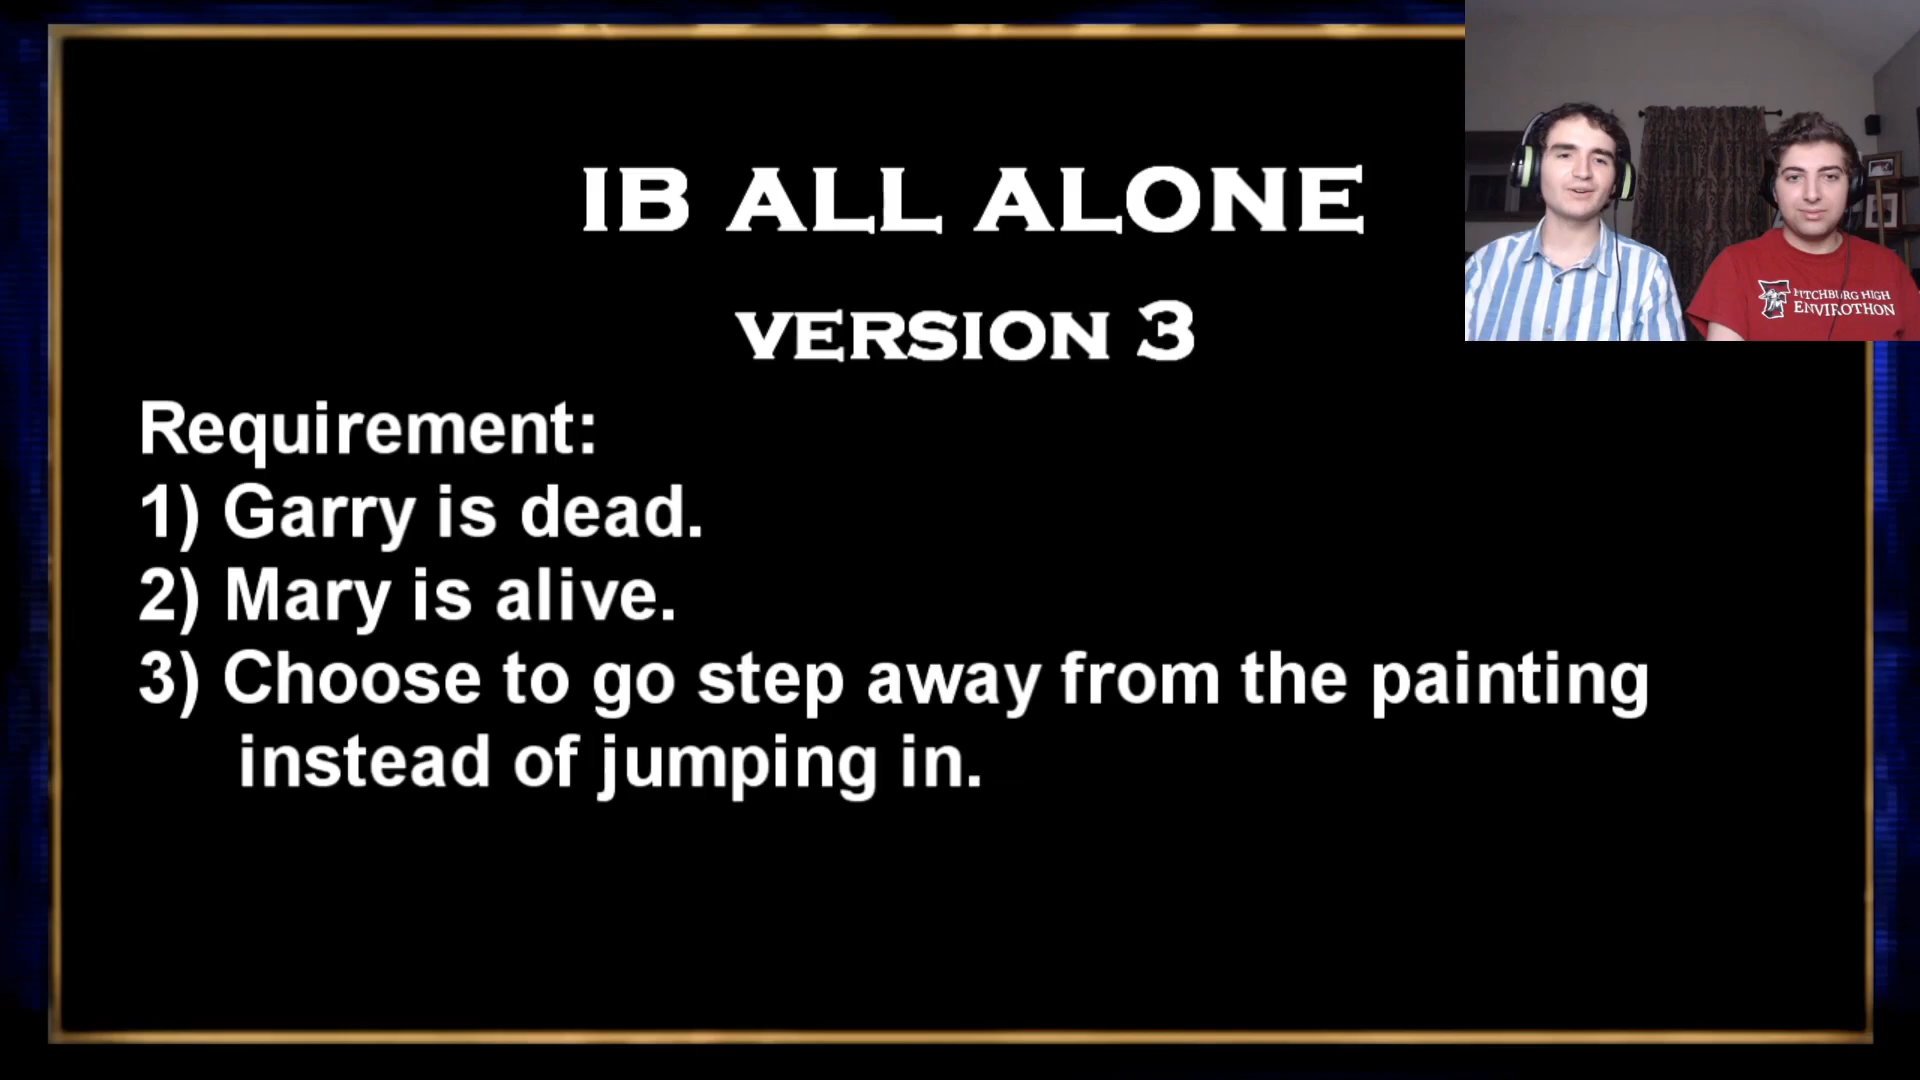 IB ALL ALONE
VERSION 3
Requirement:
1) Garry is dead.
2) Mary is alive.
3) Choose to go step away from the painting
instead of jumping in.
FITCHBURG HIGH
ENVIROTHON